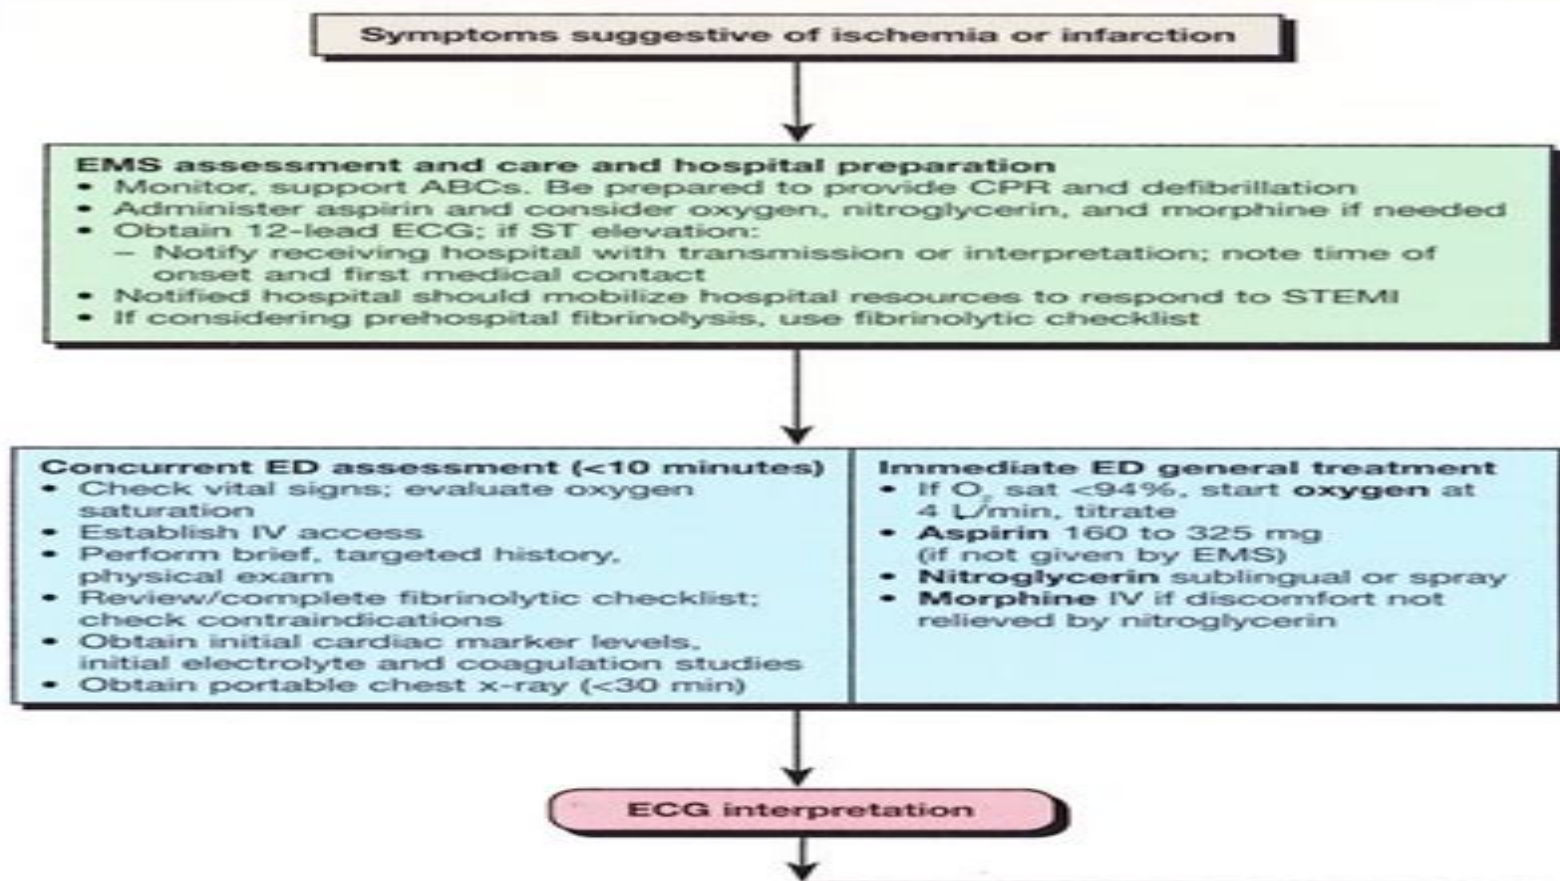 Symptoms suggestive of ischemia or infarction
EMS assessment and care and hospital preparation
• Monitor, support ABCs. Be prepared to provide CPR and defibrillation
• Administer aspirin and consider oxygen, nitroglycerin, and morphine if needed
• Obtain 12-lead ECG; if ST elevation:
– Notify receiving hospital with transmission or interpretation; note time of
onset and first medical contact
• Notified hospital should mobilize hospital resources to respond to STEMI
• If considering prehospital fibrinolysis, use fibrinolytic checklist
Concurrent ED assessment (<10 minutes)
• Check vital signs; evaluate oxygen
saturation
• Establish IV access
• Perform brief, targeted history,
physical exam
• Review/complete fibrinolytic checklist;
check contraindications
• Obtain initial cardiac marker levels,
initial electrolyte and coagulation studies
• Obtain portable chest x-ray (<30 min)
Immediate ED general treatment
• If O₂ sat <94%, start oxygen at
4 L/min, titrate
• Aspirin 160 to 325 mg
(if not given by EMS)
• Nitroglycerin sublingual or spray
• Morphine IV if discomfort not
relieved by nitroglycerin
ECG interpretation